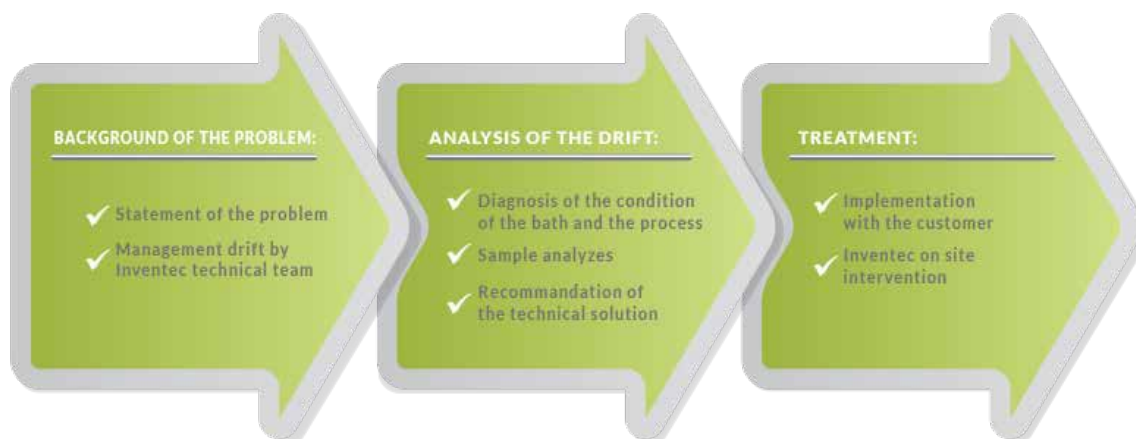 BACKGROUND OF THE PROBLEM:
Statement of the problem
Management drift by
Inventec technical team
ANALYSIS OF THE DRIFT:
Diagnosis of the condition
of the bath and the process
Sample analyzes
Recommandation of
the technical solution
TREATMENT:
Implementation
with the customer
Inventec on site
intervention